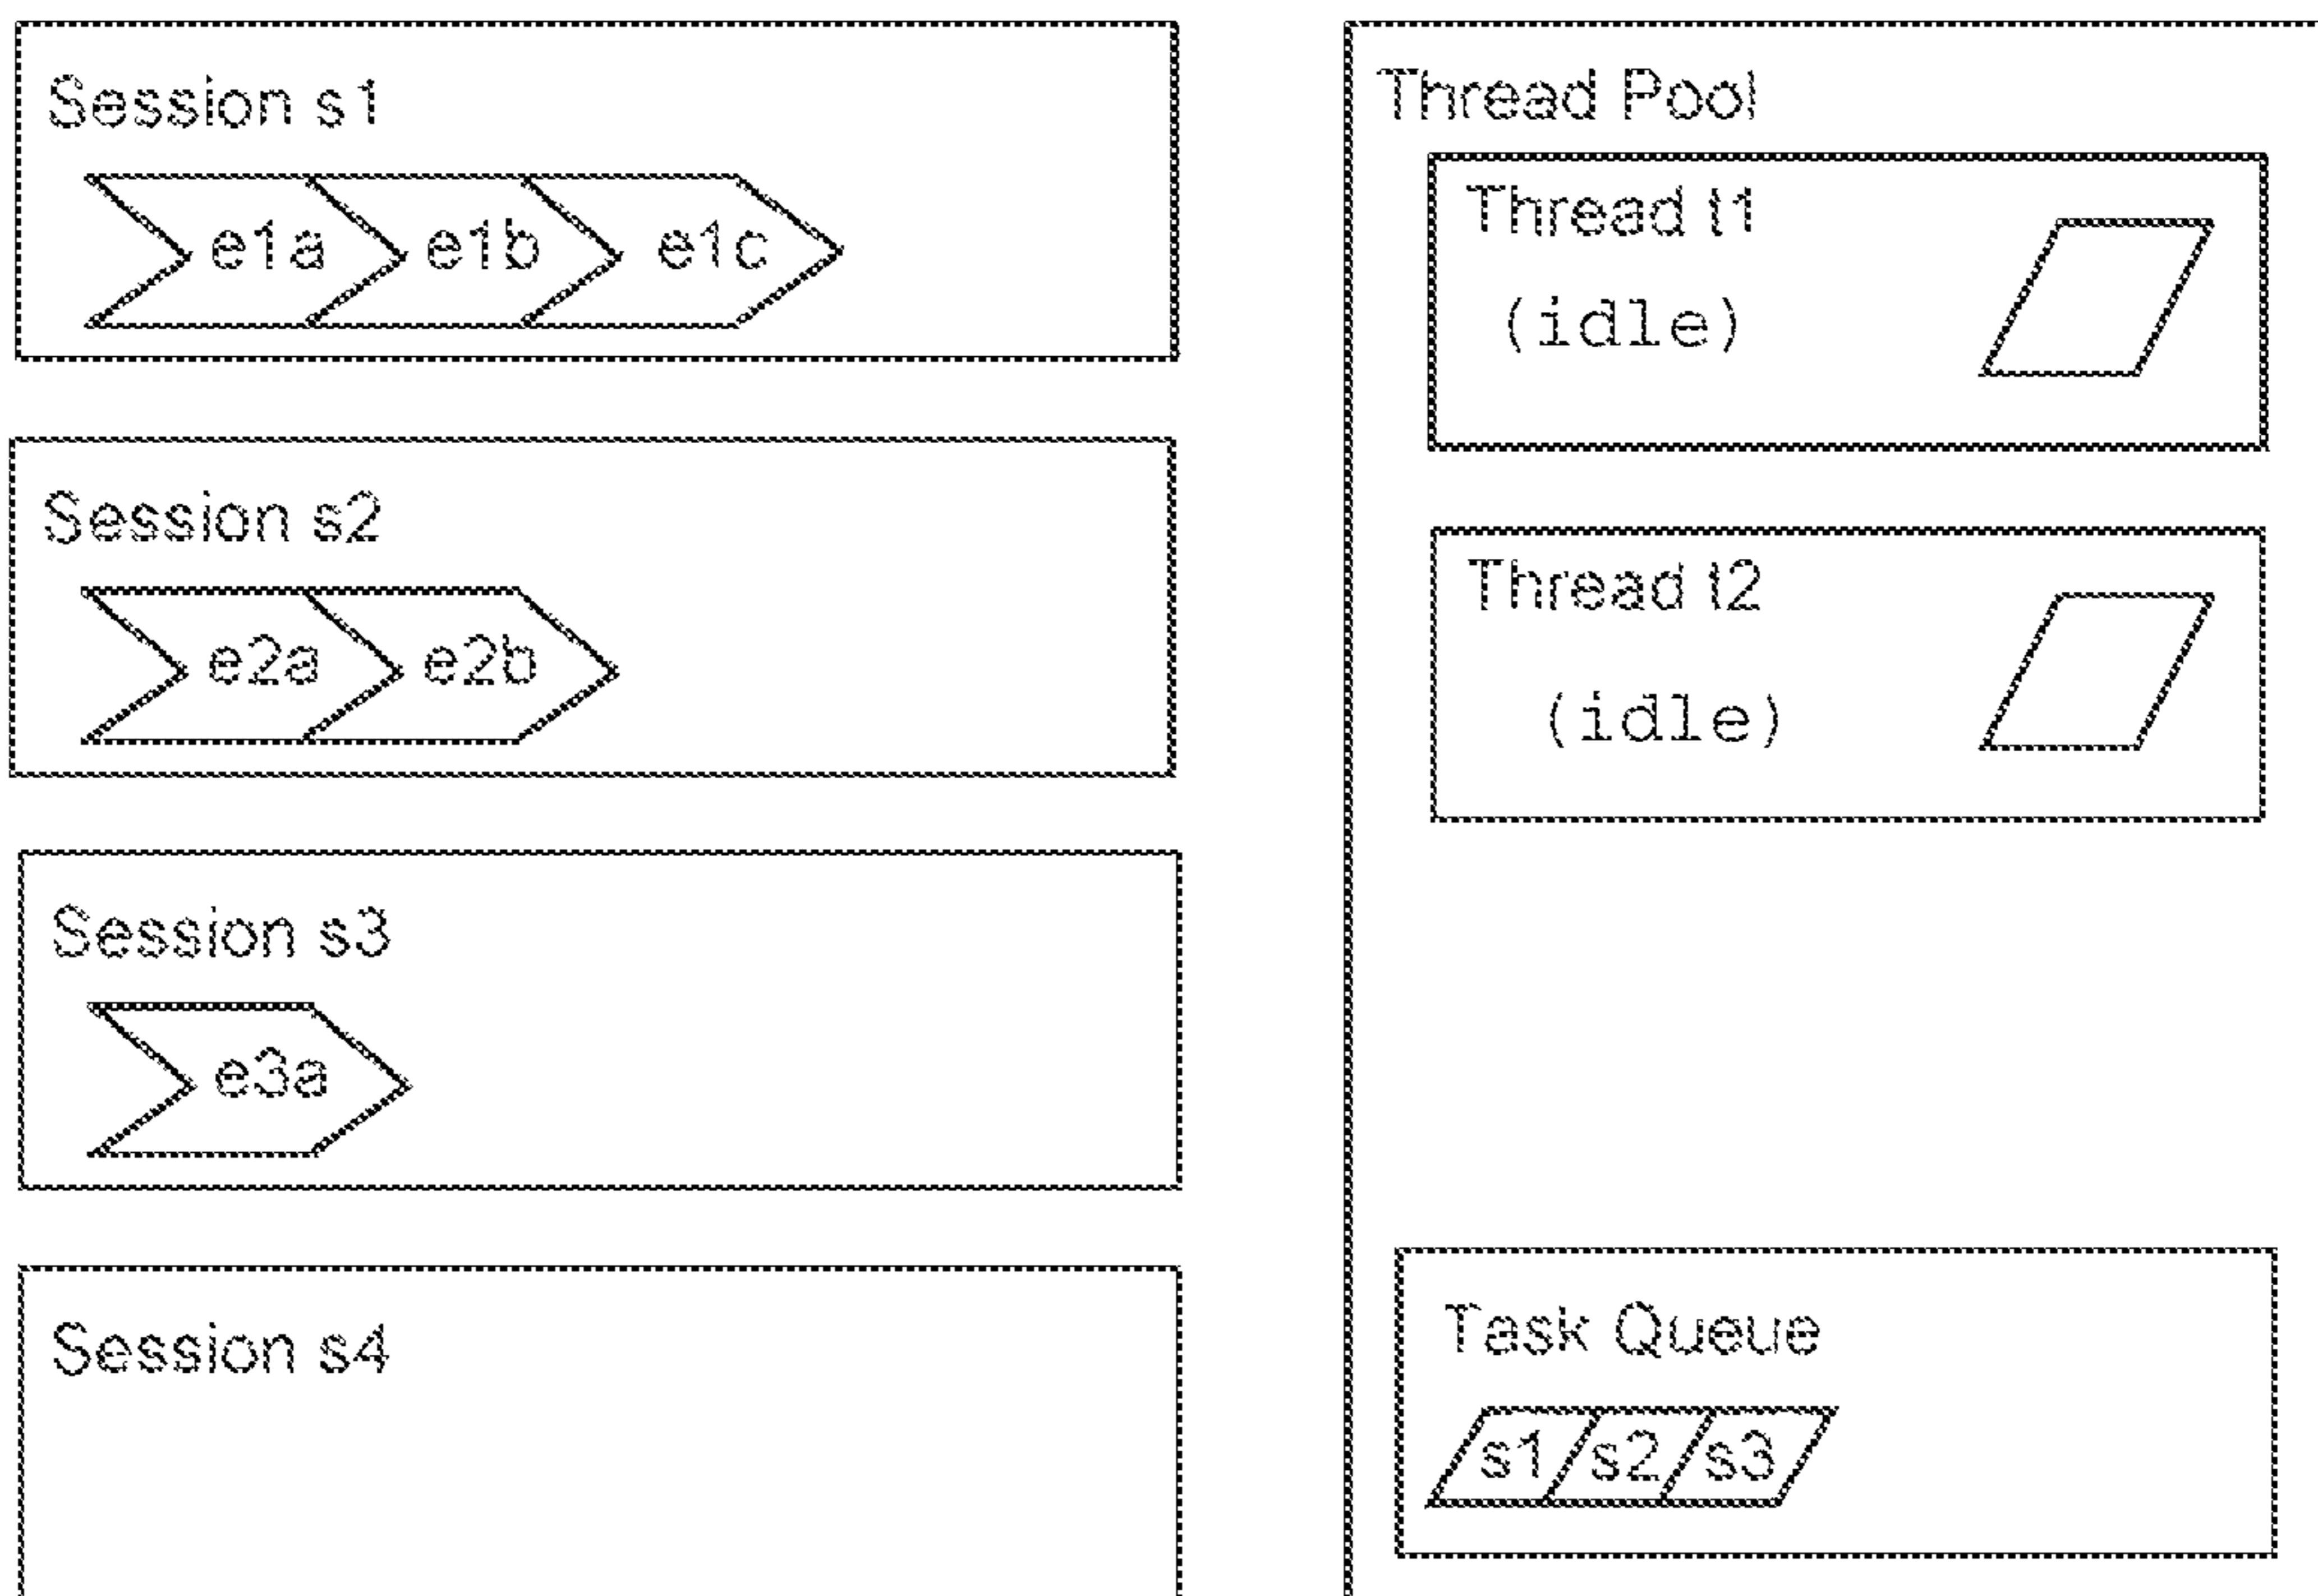 Session s1
e1a e1b e1c
Session s2
e2a e2b
Session s3
e3a
Session s4
Thread Pool
Thread t1
(idle)
Thread t2
(idle)
Task Queue
s1 s2 s3